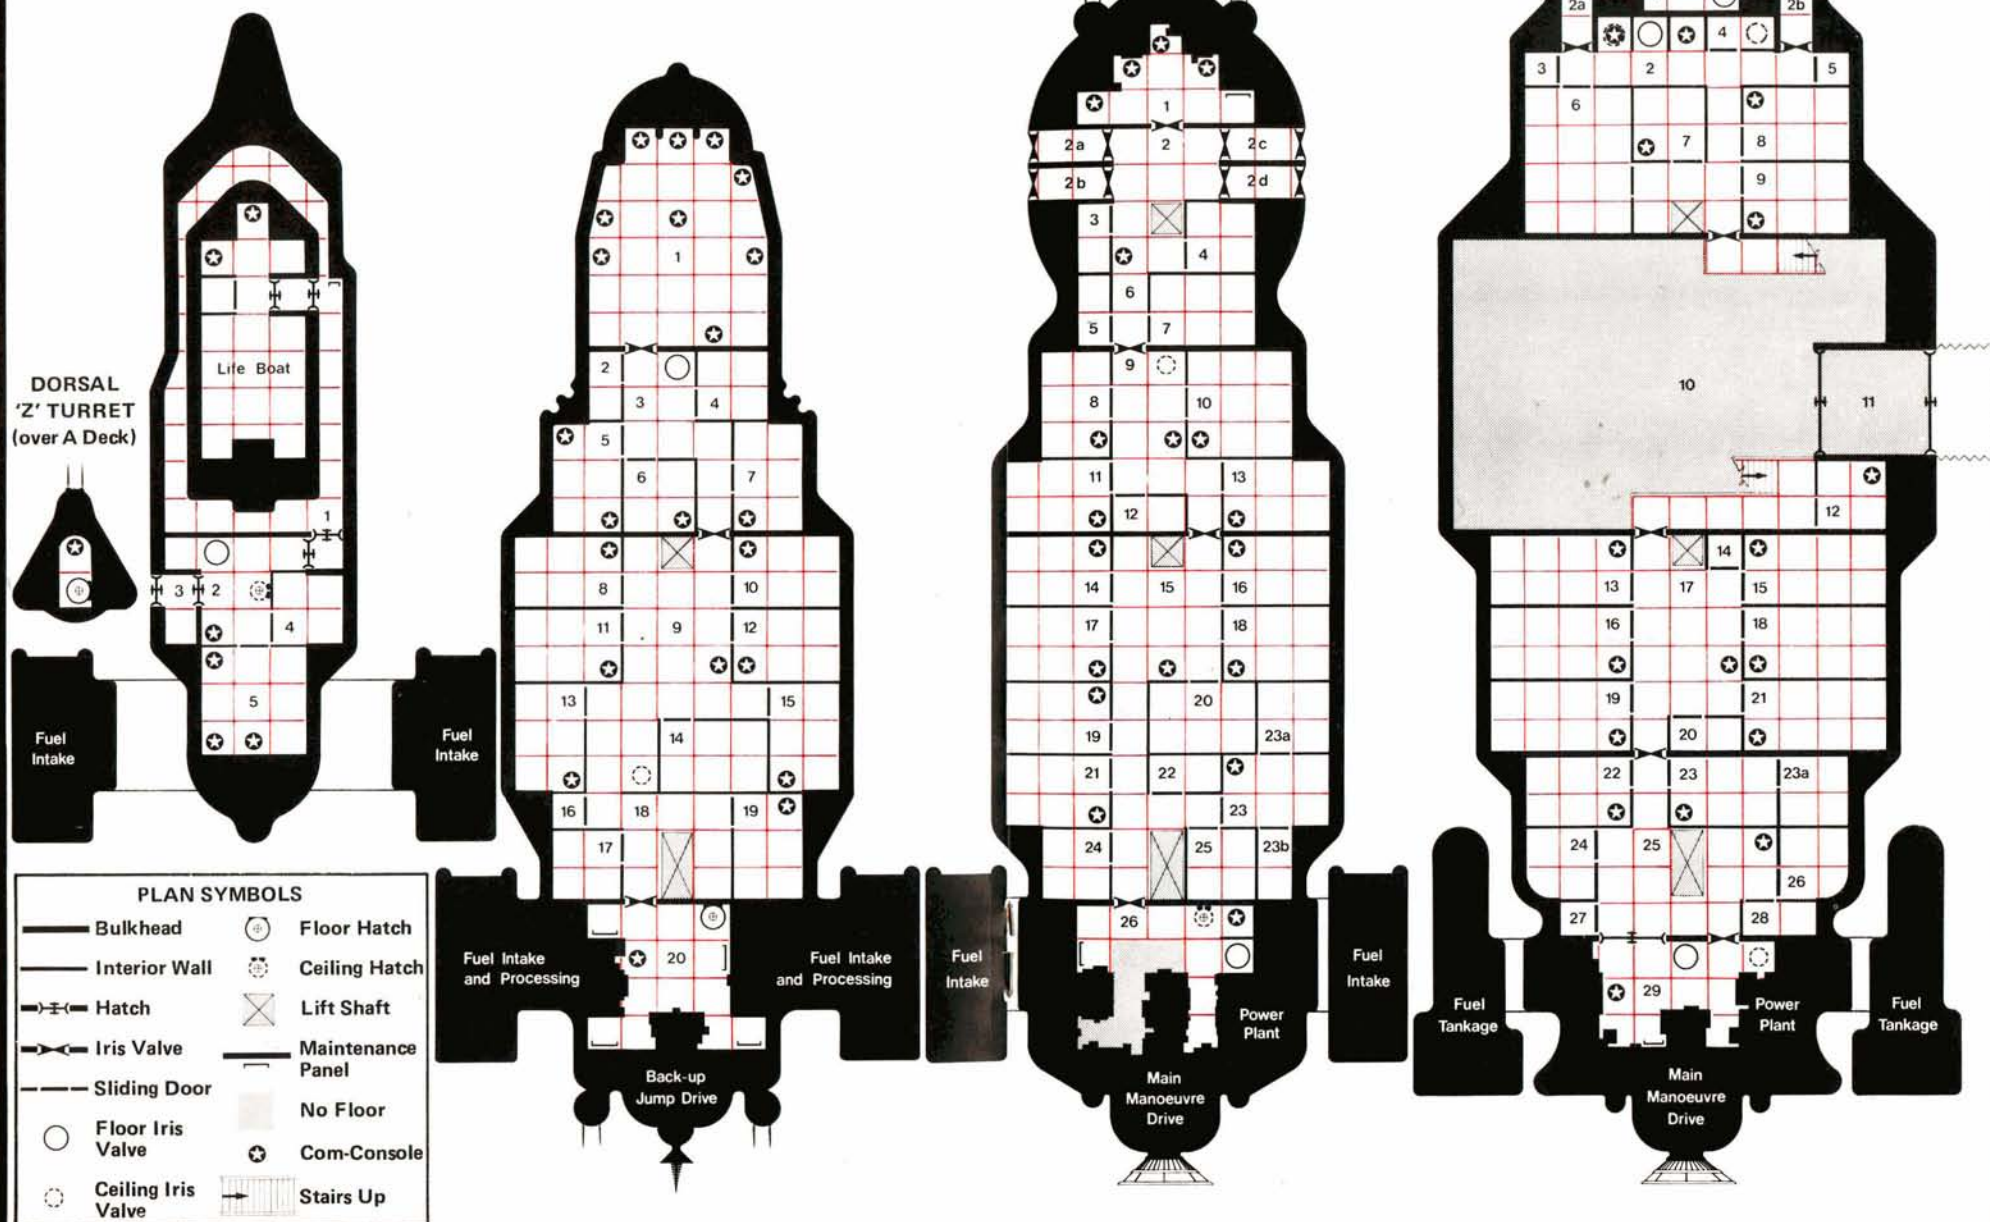 DORSAL
‘Z’ TURRET
(over A Deck)
Life Boat
1
3
2
4
5
Fuel
Intake
Fuel
Intake
PLAN SYMBOLS
Bulkhead
Interior Wall
Hatch
Iris Valve
Sliding Door
Floor Iris
Valve
Ceiling Iris
Valve
Floor Hatch
Ceiling Hatch
Lift Shaft
Maintenance
Panel
No Floor
Com-Console
Stairs Up
1
2
3
4
5
6
7
8
10
11
9
12
13
15
14
16
18
19
17
20
Fuel Intake
and Processing
Fuel Intake
and Processing
Back-up
Jump Drive
1
2a
2
2c
2b
2d
3
4
6
5
7
9
8
10
11
13
12
14
15
16
17
18
20
19
23a
21
22
23
24
25
23b
26
Fuel
Intake
Fuel
Intake
Power
Plant
Main
Manoeuvre
Drive
2a
2b
4
3
2
5
6
7
8
9
10
11
12
14
13
17
15
16
18
19
21
20
22
23
23a
24
25
26
27
28
29
Fuel
Tankage
Power
Plant
Fuel
Tankage
Main
Manoeuvre
Drive